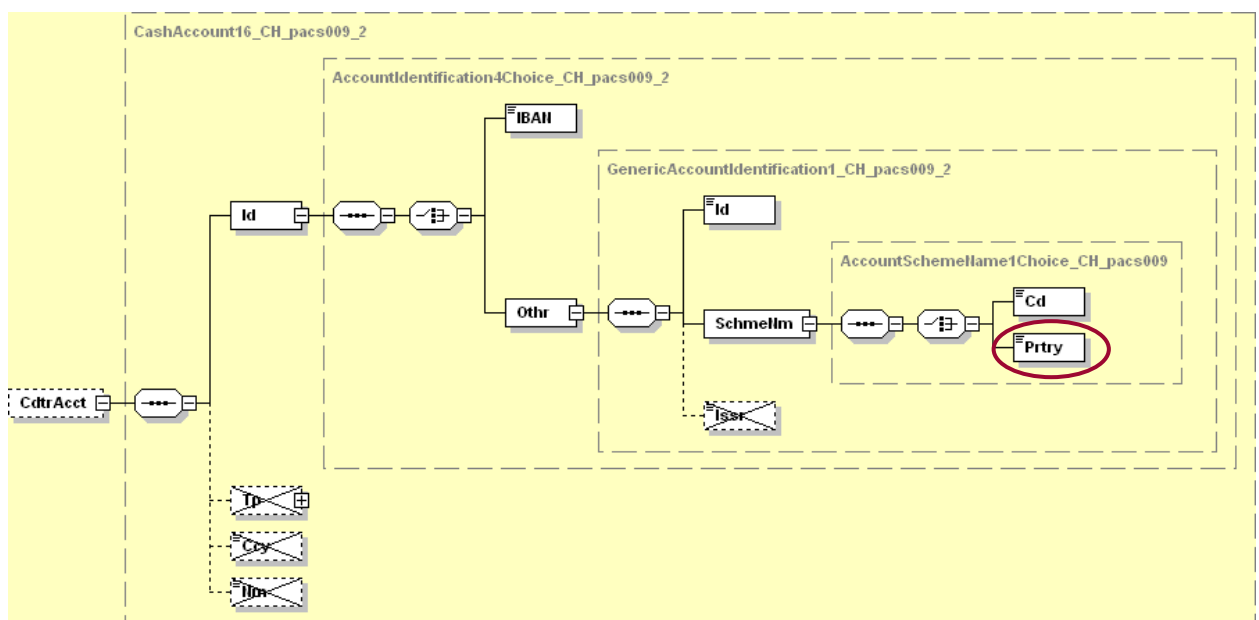 CashAccount16_CH_pacs009_2
AccountIdentification4Choice_CH_pacs009_2
IBAN
GenericAccountIdentification1_CH_pacs009_2
Id
Id
AccountSchemeName1Choice_CH_pacs009
Cd
Othr
SchmeNm
Prtry
CdtrAcct
Issr
Tp
Ccy
Nm